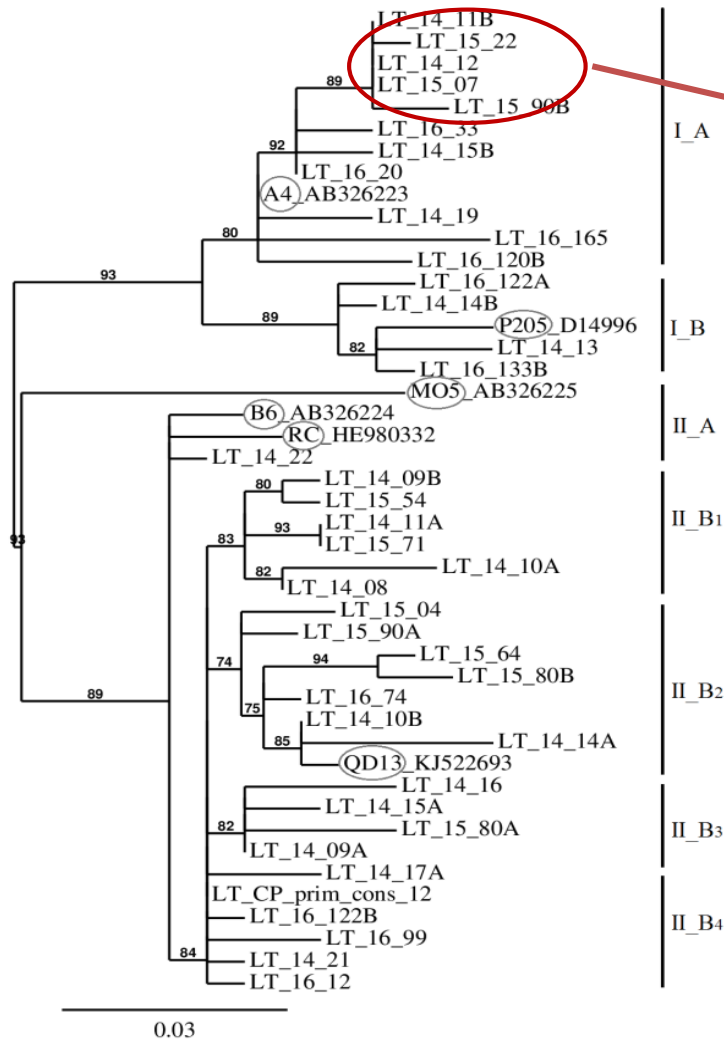 LT_14_11B
LT_15_22
LT_14_12
89
LT_15_07
LT_15_90B
LT_16_33
I_A
92
LT_14_15B
LT_16_20
A4_AB326223
LT_14_19
80
LT_16_165
LT_16_120B
93
LT_16_122A
LT_14_14B
89
P205_D14996
I_B
82
LT_14_13
LT_16_133B
MO5_AB326225
B6_AB326224
RC_HE980332
II_A
LT_14_22
LT_14_09B
80
LT_15_54
LT_14_11A
II_B1
93
93
83
LT_15_71
LT_14_10A
82
LT_14_08
LT_15_04
LT_15_90A
74
94
LT_15_64
LT_15_80B
89
LT_16_74
II_B2
75
LT_14_10B
85
LT_14_14A
QD13_KJ522693
LT_14_16
LT_14_15A
82
LT_15_80A
II_B3
LT_14_09A
LT_14_17A
LT_CP_prim_cons_12
LT_16_122B
II_B4
LT_16_99
84
LT_14_21
LT_16_12
0.03